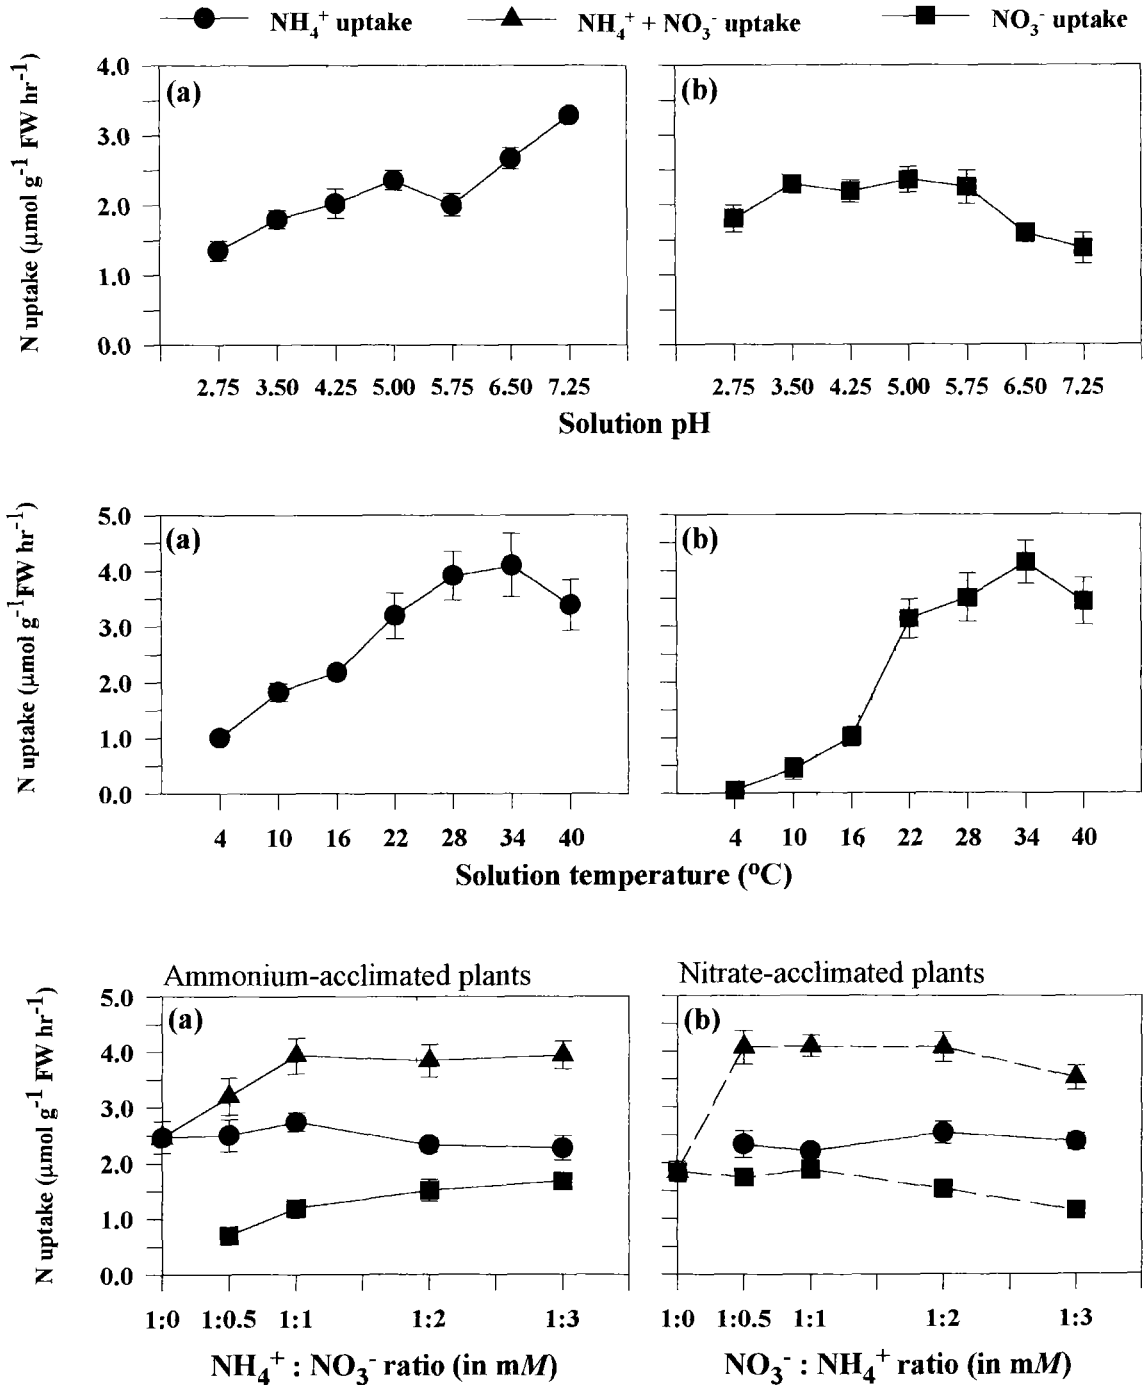 NH₄⁺ uptake NH₄⁺ + NO₃⁻ uptake NO₃⁻ uptake
N uptake (µmol g⁻¹ FW hr⁻¹)
4.0
3.0
2.0
1.0
0.0
(a) (b)
2.75 3.50 4.25 5.00 5.75 6.50 7.25 2.75 3.50 4.25 5.00 5.75 6.50 7.25
Solution pH
N uptake (µmol g⁻¹FW hr⁻¹)
5.0
4.0
3.0
2.0
1.0
0.0
(a) (b)
4 10 16 22 28 34 40 4 10 16 22 28 34 40
Solution temperature (°C)
Ammonium-acclimated plants Nitrate-acclimated plants
N uptake (µmol g⁻¹ FW hr⁻¹)
5.0
4.0
3.0
2.0
1.0
0.0
(a) (b)
1:0 1:0.5 1:1 1:2 1:3 1:0 1:0.5 1:1 1:2 1:3
NH₄⁺ : NO₃⁻ ratio (in mM) NO₃⁻ : NH₄⁺ ratio (in mM)